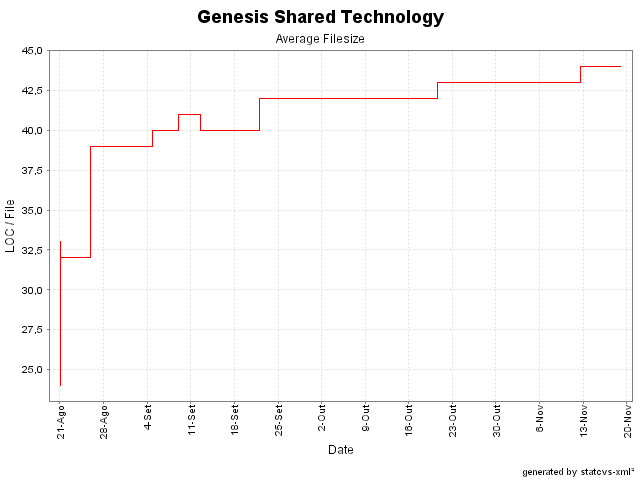 Genesis Shared Technology
Average Filesize
45,0
42,5
40,0
37,5
35,0
32,5
30,0
27,5
25,0
LOC / File
21-Ago
28-Ago
4-Set
11-Set
18-Set
25-Set
2-Out
9-Out
16-Out
23-Out
30-Out
6-Nov
13-Nov
20-Nov
Date
generated by statcvs-xml²